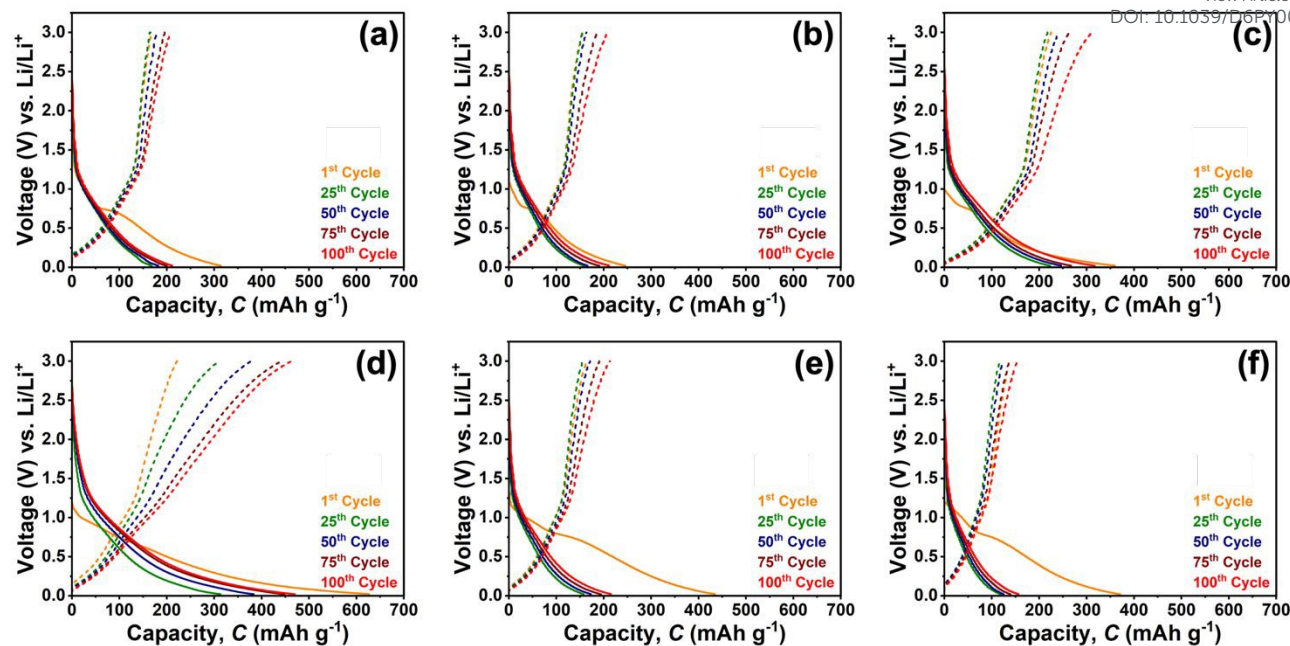 DOI: 10.1039/D6PY00
(a)
Voltage (V) vs. Li/Li⁺
3.0
2.5
2.0
1.5
1.0
0.5
0.0
1ˢᵗ Cycle
25ᵗʰ Cycle
50ᵗʰ Cycle
75ᵗʰ Cycle
100ᵗʰ Cycle
0 100 200 300 400 500 600 700
Capacity, C (mAh g⁻¹)
(b)
Voltage (V) vs. Li/Li⁺
3.0
2.5
2.0
1.5
1.0
0.5
0.0
1ˢᵗ Cycle
25ᵗʰ Cycle
50ᵗʰ Cycle
75ᵗʰ Cycle
100ᵗʰ Cycle
0 100 200 300 400 500 600 700
Capacity, C (mAh g⁻¹)
(c)
Voltage (V) vs. Li/Li⁺
3.0
2.5
2.0
1.5
1.0
0.5
0.0
1ˢᵗ Cycle
25ᵗʰ Cycle
50ᵗʰ Cycle
75ᵗʰ Cycle
100ᵗʰ Cycle
0 100 200 300 400 500 600 700
Capacity, C (mAh g⁻¹)
(d)
Voltage (V) vs. Li/Li⁺
3.0
2.5
2.0
1.5
1.0
0.5
0.0
1ˢᵗ Cycle
25ᵗʰ Cycle
50ᵗʰ Cycle
75ᵗʰ Cycle
100ᵗʰ Cycle
0 100 200 300 400 500 600 700
Capacity, C (mAh g⁻¹)
(e)
Voltage (V) vs. Li/Li⁺
3.0
2.5
2.0
1.5
1.0
0.5
0.0
1ˢᵗ Cycle
25ᵗʰ Cycle
50ᵗʰ Cycle
75ᵗʰ Cycle
100ᵗʰ Cycle
0 100 200 300 400 500 600 700
Capacity, C (mAh g⁻¹)
(f)
Voltage (V) vs. Li/Li⁺
3.0
2.5
2.0
1.5
1.0
0.5
0.0
1ˢᵗ Cycle
25ᵗʰ Cycle
50ᵗʰ Cycle
75ᵗʰ Cycle
100ᵗʰ Cycle
0 100 200 300 400 500 600 700
Capacity, C (mAh g⁻¹)